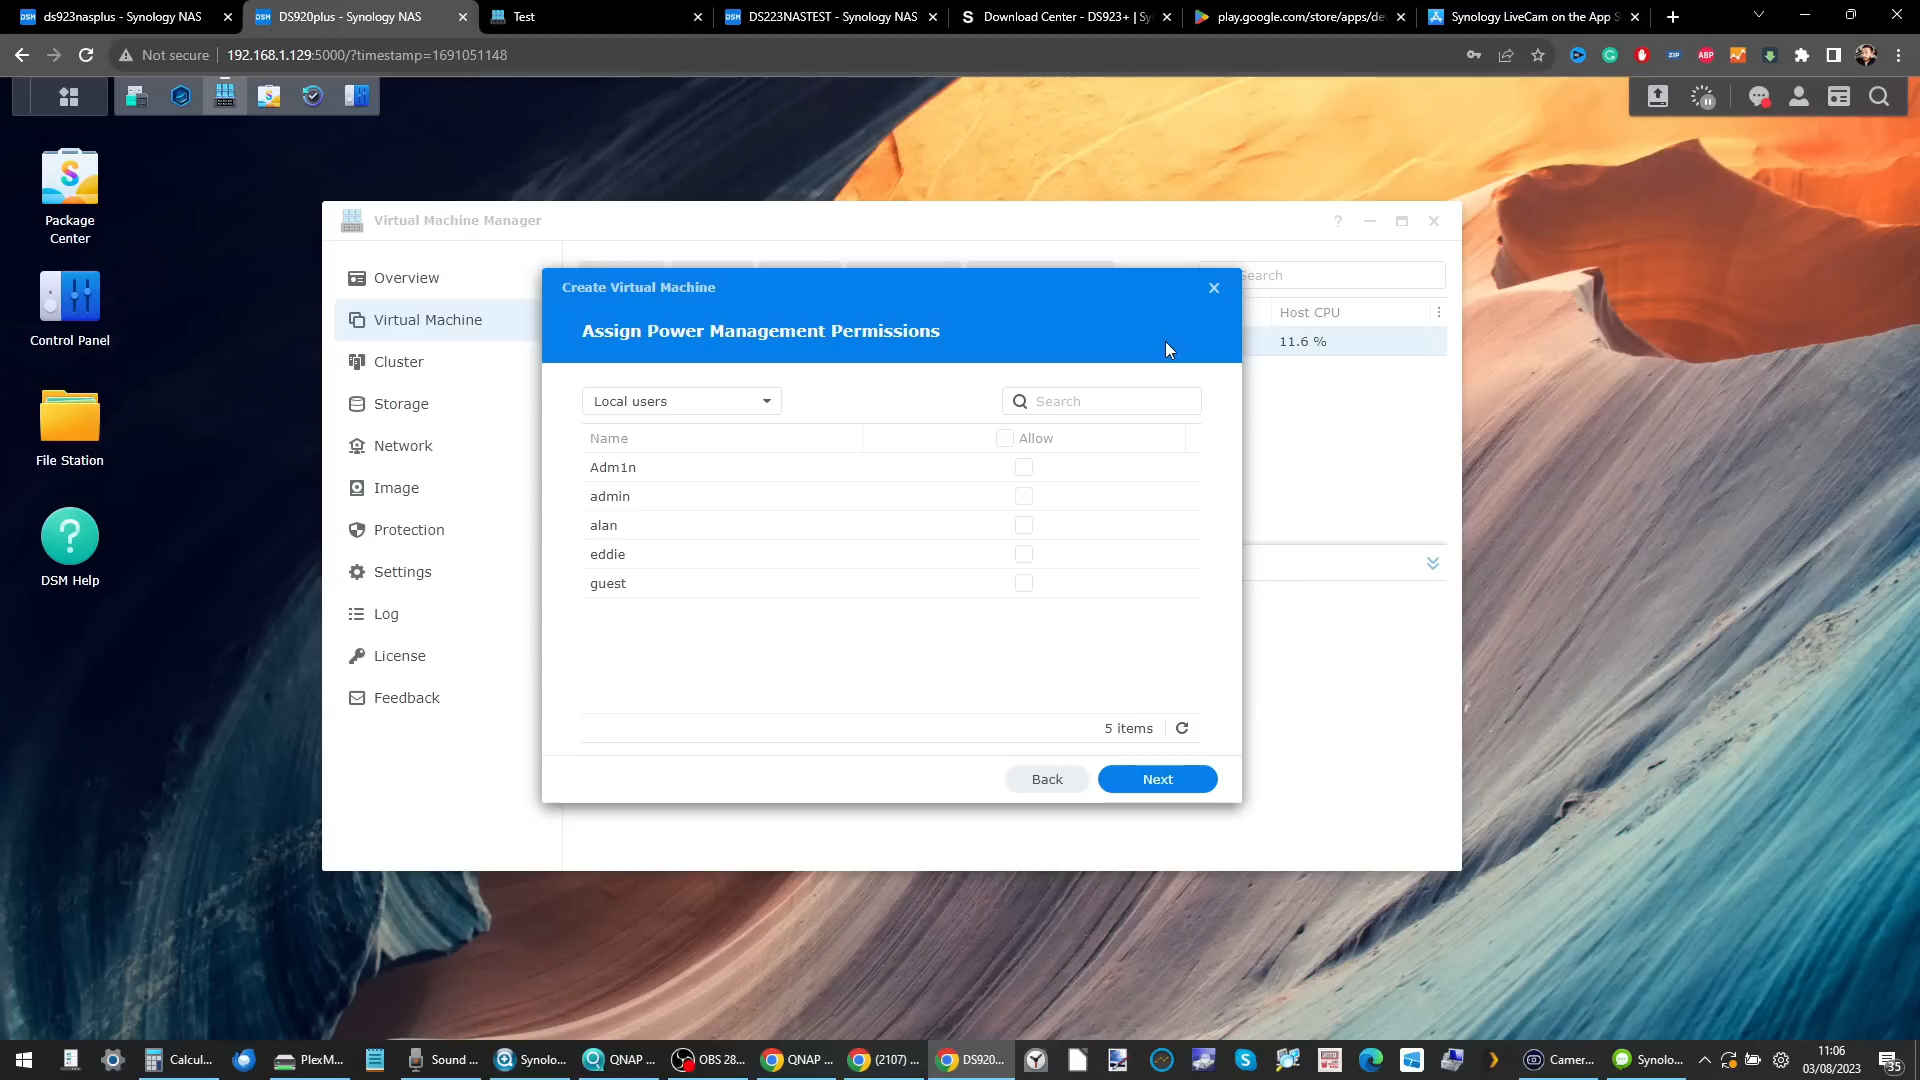 ds923nasplus - Synology NAS
DS920plus - Synology NAS
Test
DS223NASTEST - Synology NAS
Download Center - DS923+ | Sy
play.google.com/store/apps/de
Synology LiveCam on the App S
Not secure
192.168.1.129:5000/?timestamp=1691051148
Package
Center
Control Panel
File Station
DSM Help
Virtual Machine Manager
Overview
Virtual Machine
Cluster
Storage
Network
Image
Protection
Settings
Log
License
Feedback
Search
Host CPU
11.6 %
Create Virtual Machine
Assign Power Management Permissions
Local users
Search
Name
Allow
Adm1n
admin
alan
eddie
guest
5 items
Back
Next
Calcul...
PlexM...
Sound ...
Synolo...
QNAP ...
OBS 28...
QNAP ...
(2107) ...
DS920...
Camer...
Synolo...
11:06
03/08/2023
35